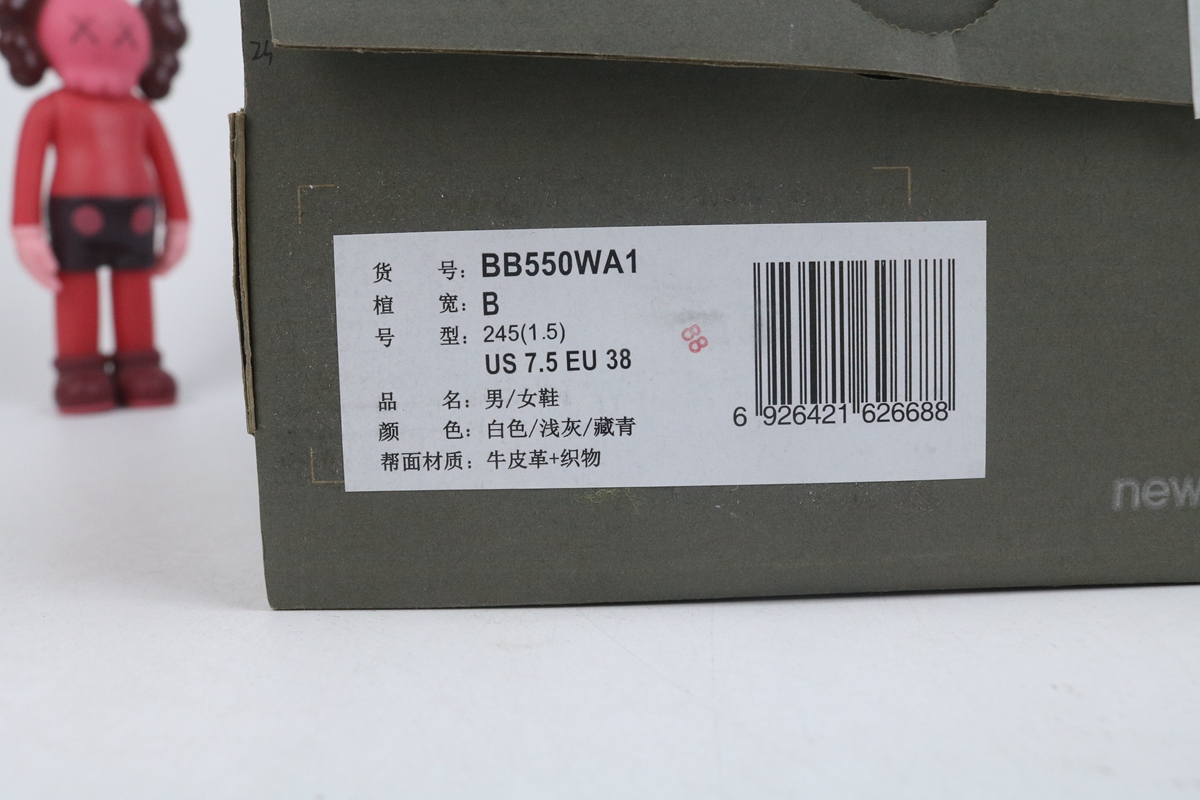 24
货 号: BB550WA1
楦 宽: B
号 型: 245(1.5)
US 7.5 EU 38
38
品 名: 男/女鞋
颜 色: 白色/浅灰/藏青
帮面材质: 牛皮革+织物
6 926421 626688
new